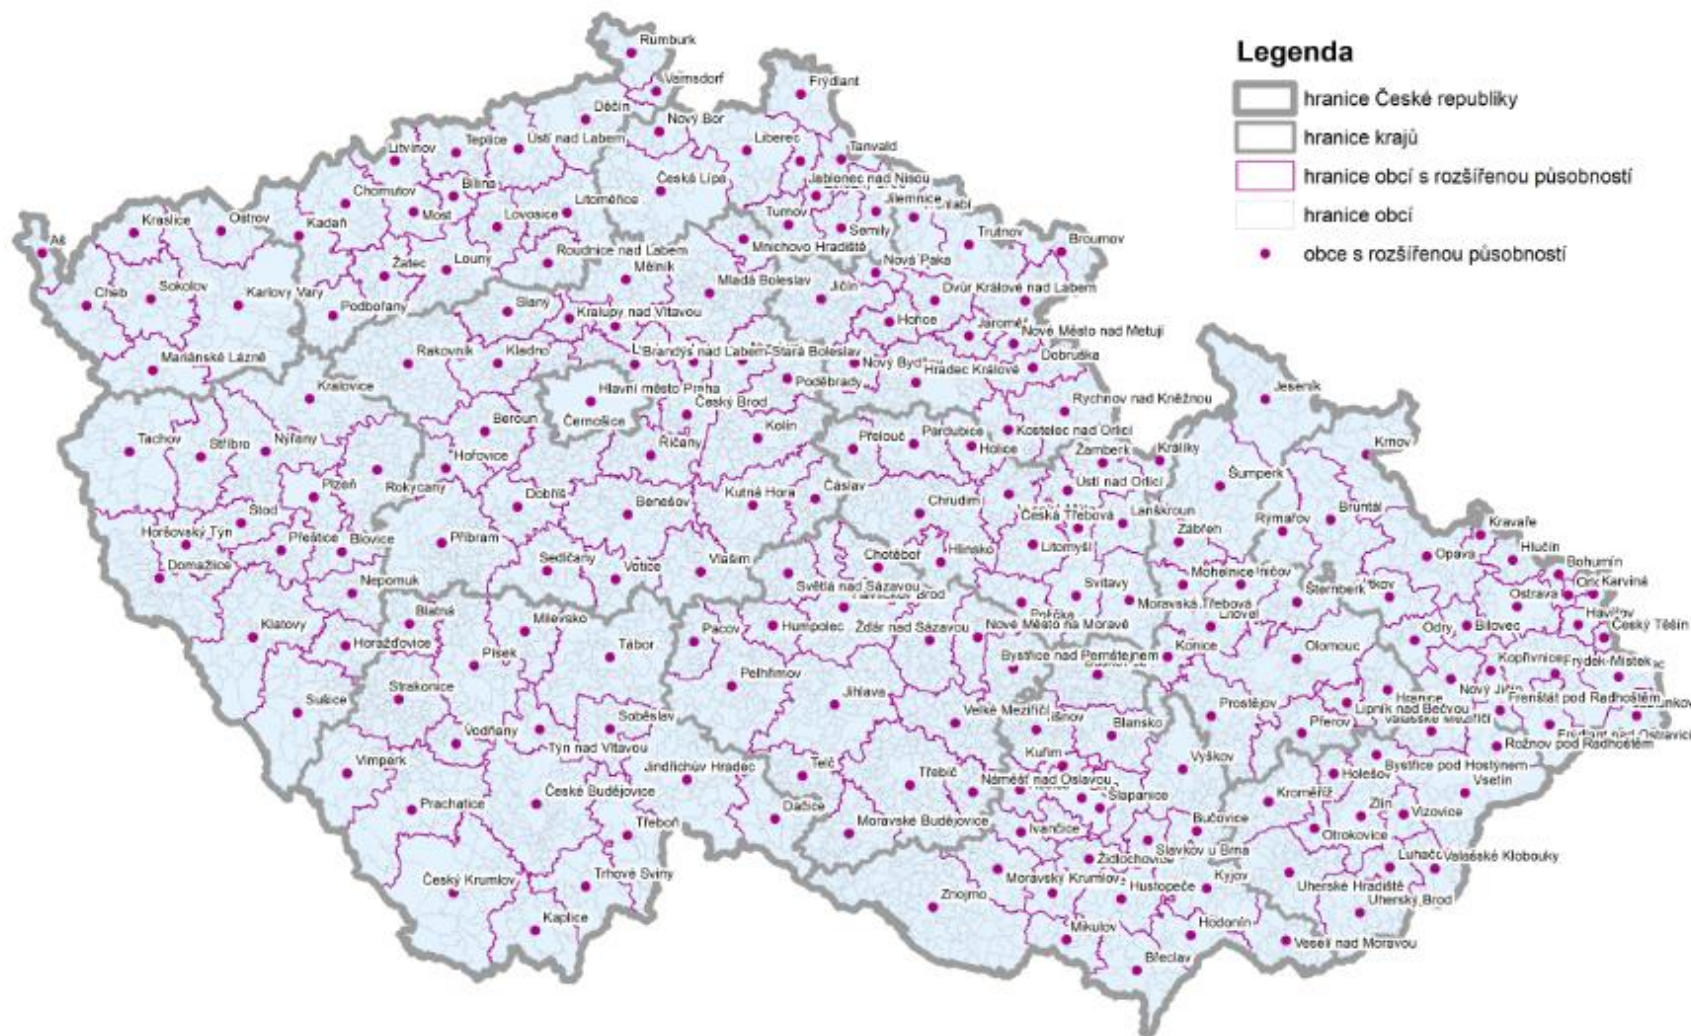 Legenda
hranice České republiky
hranice krajů
hranice obcí s rozšířenou působností
hranice obcí
obce s rozšířenou působností
Rumburk
Varnsdorf
Frýdlant
Děčín
Nový Bor
Teplice
Ústí nad Labem
Liberec
Litvínov
Tanvald
Chomutov
Bílina
Česká Lípa
Jablonec nad Nisou
Kraslice
Ostrov
Kadaň
Most
Lovosice
Litoměřice
Turnov
Jilemnice
Semily
Aš
Mnichovo Hradiště
Trutnov
Broumov
Žatec
Louny
Roudnice nad Labem
Mělník
Nová Paka
Cheb
Sokolov
Karlovy Vary
Podbořany
Slaný
Mladá Boleslav
Jičín
Dvůr Králové nad Labem
Kralupy nad Vltavou
Hořice
Jaroměř
Nové Město nad Metují
Mariánské Lázně
Rakovník
Kladno
Brandýs nad Labem-Stará Boleslav
Nový Bydžov
Dobruška
Kralovice
Hlavní město Praha
Poděbrady
Hradec Králové
Jeseník
Černošice
Český Brod
Rychnov nad Kněžnou
Beroun
Kolín
Kostelec nad Orlicí
Tachov
Stříbro
Nýřany
Hořovice
Říčany
Přelouč
Pardubice
Holice
Žamberk
Králíky
Krnov
Plzeň
Rokycany
Dobříš
Benešov
Kutná Hora
Čáslav
Chrudim
Ústí nad Orlicí
Šumperk
Stod
Česká Třebová
Lanškroun
Zábřeh
Rýmařov
Bruntál
Kravaře
Horšovský Týn
Přeštice
Blovice
Příbram
Hlinsko
Litomyšl
Opava
Hlučín
Domažlice
Sedlčany
Votice
Vlašim
Chotěboř
Bohumín
Nepomuk
Světlá nad Sázavou
Svitavy
Mohelnice
Šternberk
Karviná
Blatná
Milevsko
Polička
Moravská Třebová
Litovel
Ostrava
Klatovy
Humpolec
Žďár nad Sázavou
Nové Město na Moravě
Odry
Bílovec
Havířov
Český Těšín
Horažďovice
Písek
Tábor
Pacov
Bystřice nad Pernštejnem
Konice
Olomouc
Kopřivnice
Frýdek-Místek
Strakonice
Pelhřimov
Jihlava
Hranice
Nový Jičín
Sušice
Soběslav
Velké Meziříčí
Tišnov
Blansko
Prostějov
Přerov
Lipník nad Bečvou
Valašské Meziříčí
Frenštát pod Radhoštěm
Frýdlant nad Ostravicí
Vodňany
Týn nad Vltavou
Kuřim
Vyškov
Rožnov pod Radhoštěm
Vimperk
Jindřichův Hradec
Telč
Třebíč
Náměšť nad Oslavou
Bystřice pod Hostýnem
Holešov
Vsetín
Prachatice
České Budějovice
Dačice
Šlapanice
Kroměříž
Zlín
Vizovice
Třeboň
Moravské Budějovice
Ivančice
Bučovice
Slavkov u Brna
Otrokovice
Židlochovice
Valašské Klobouky
Český Krumlov
Trhové Sviny
Znojmo
Moravský Krumlov
Hustopeče
Kyjov
Uherské Hradiště
Uherský Brod
Kaplice
Mikulov
Hodonín
Veselí nad Moravou
Břeclav